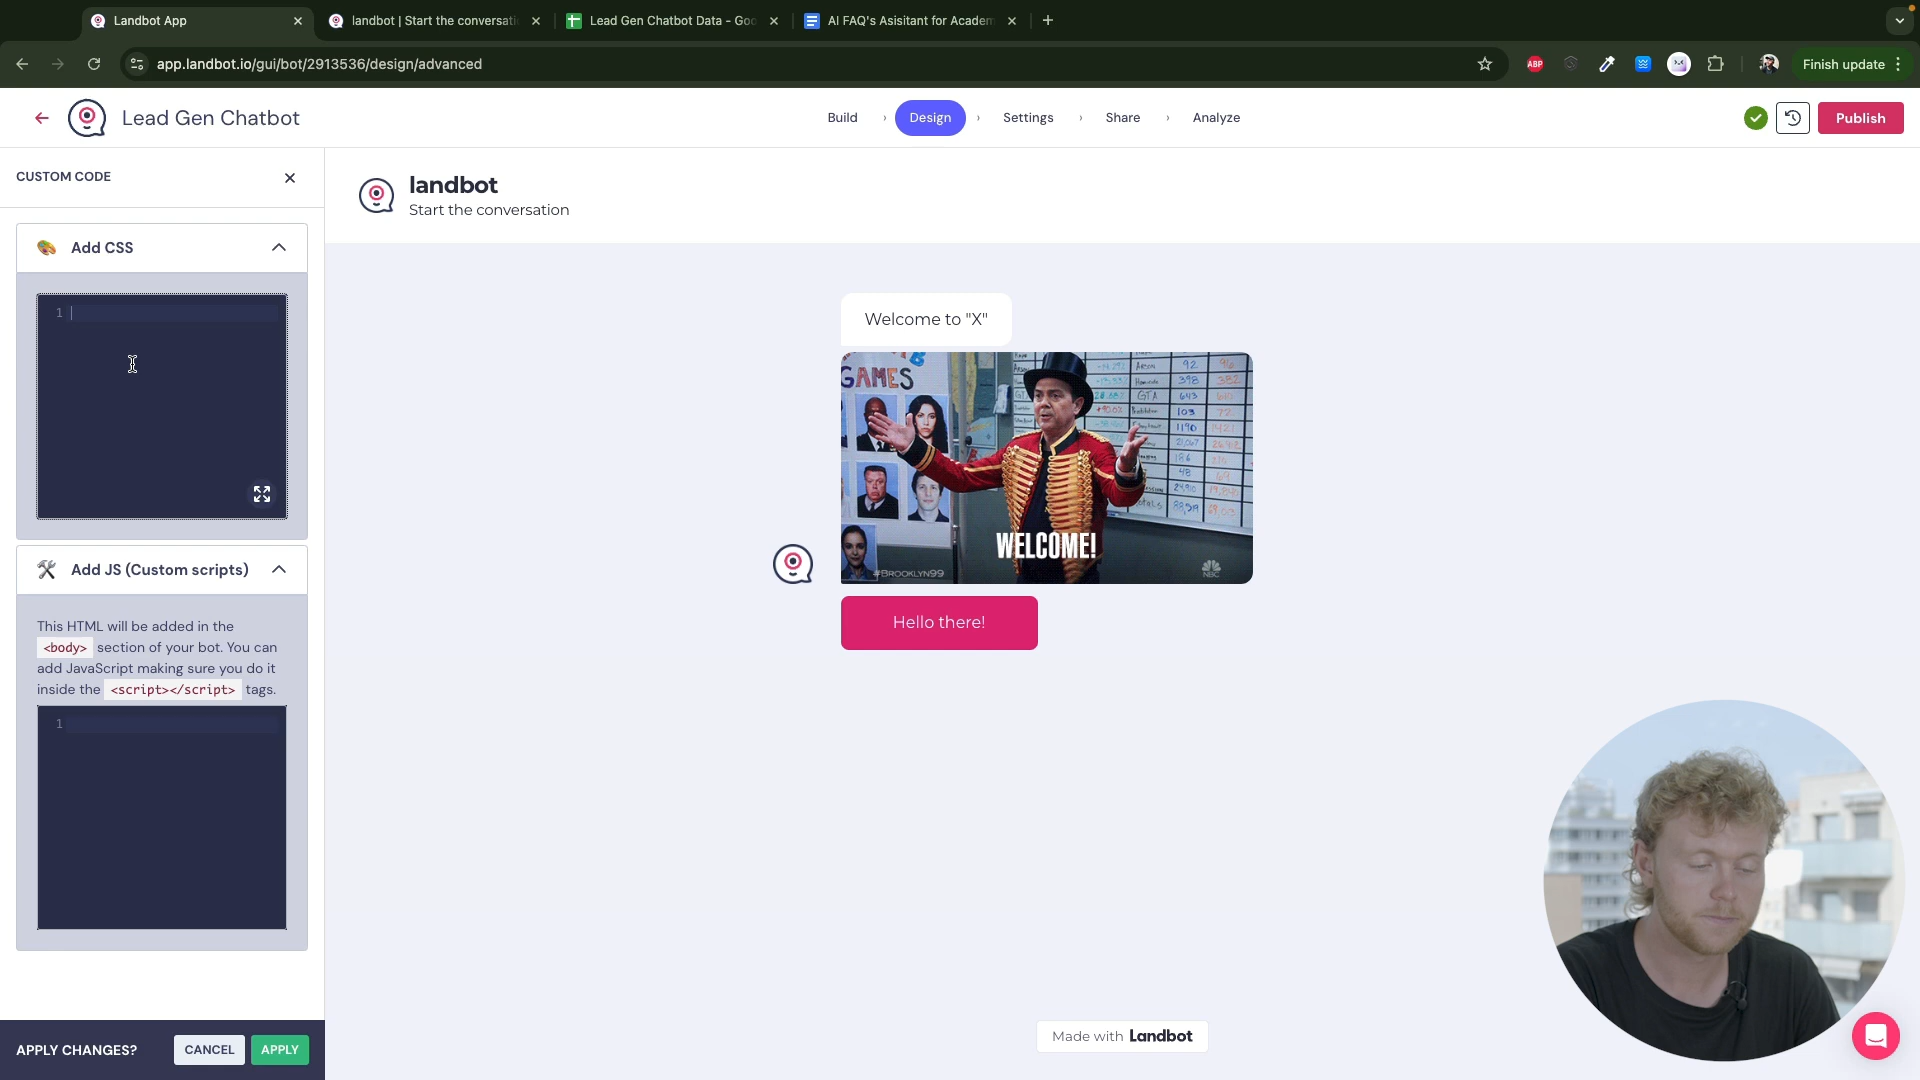 Landbot App
landbot | Start the conversati
Lead Gen Chatbot Data - Goo
AI FAQ's Asisitant for Academ
app.landbot.io/gui/bot/2913536/design/advanced
ABP
Finish update
Lead Gen Chatbot
Build
Design
Settings
Share
Analyze
Publish
CUSTOM CODE
landbot
Start the conversation
Add CSS
1
Welcome to "X"
GAMES
WELCOME!
#BROOKLYN99
NBC
Hello there!
Add JS (Custom scripts)
This HTML will be added in the
<body> section of your bot. You can
add JavaScript making sure you do it
inside the <script></script> tags.
1
Made with Landbot
APPLY CHANGES?
CANCEL
APPLY